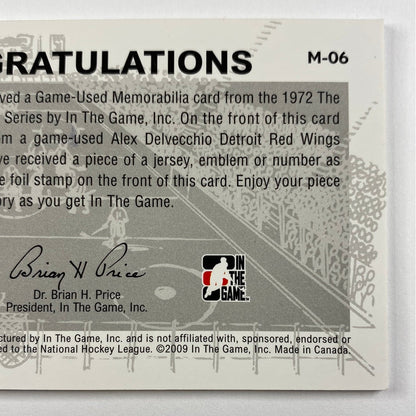 GRATULATIONS M-06
ved a Game-Used Memorabilia card from the 1972 The
Series by In The Game, Inc. On the front of this card
om a game-used Alex Delvecchio Detroit Red Wings
ve received a piece of a jersey, emblem or number as
e foil stamp on the front of this card. Enjoy your piece
ory as you get In The Game.
Brian H Price
Dr. Brian H. Price
President, In The Game, Inc.
IN
THE
GAME
ctured by In The Game, Inc. and is not affiliated with, sponsored, endorsed or
ed to the National Hockey League. ©2009 In The Game, Inc. Made in Canada.